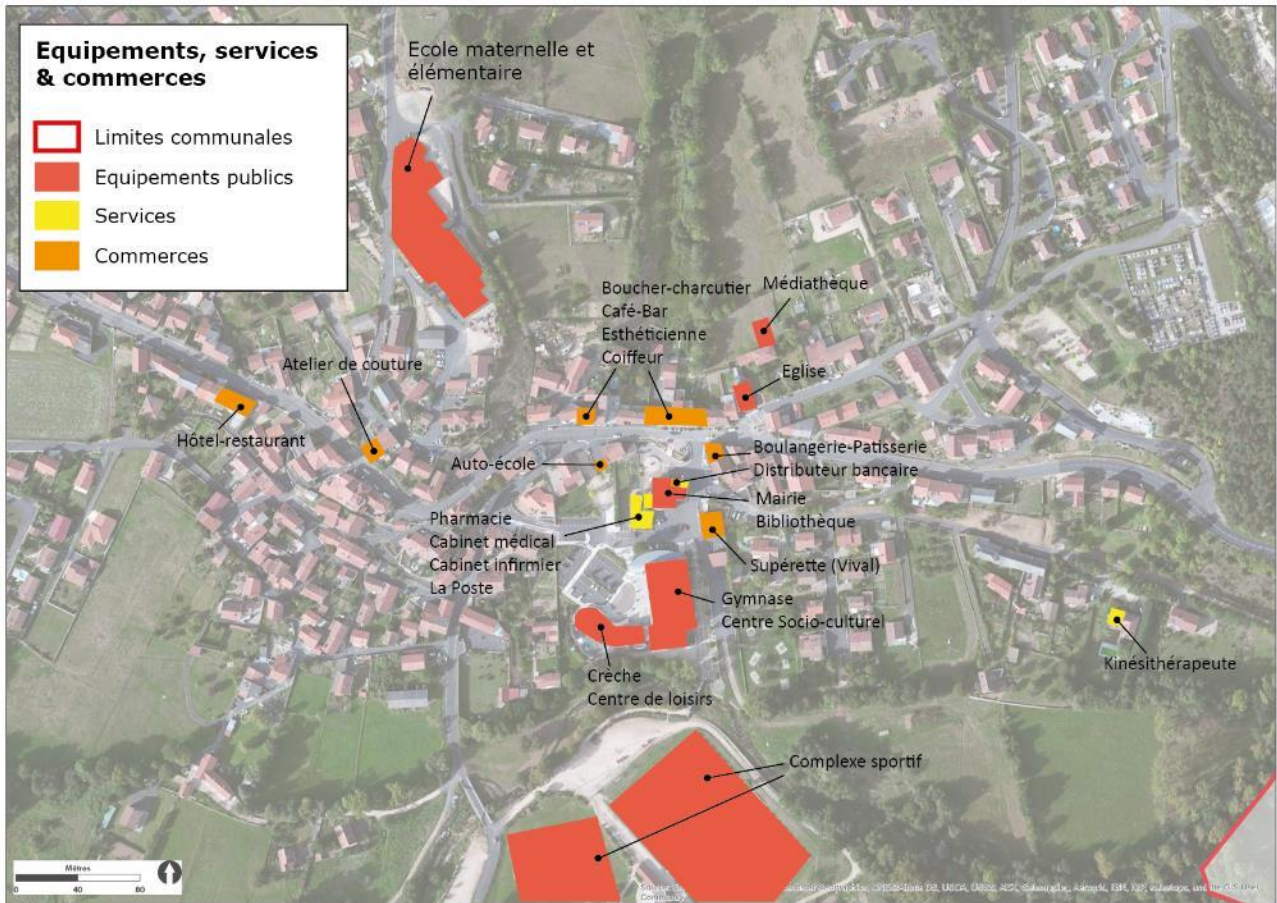 Equipements, services
& commerces
Limites communales
Equipements publics
Services
Commerces
Ecole maternelle et
élémentaire
Boucher-charcutier
Café-Bar
Esthéticienne
Coiffeur
Médiathèque
Eglise
Atelier de couture
Hôtel-restaurant
Auto-école
Boulangerie-Patisserie
Distributeur bancaire
Mairie
Bibliothèque
Pharmacie
Cabinet médical
Cabinet infirmier
La Poste
Supérette (Vival)
Gymnase
Centre Socio-culturel
Kinésithérapeute
Crèche
Centre de loisirs
Complexe sportif
Mètres
0 40 80